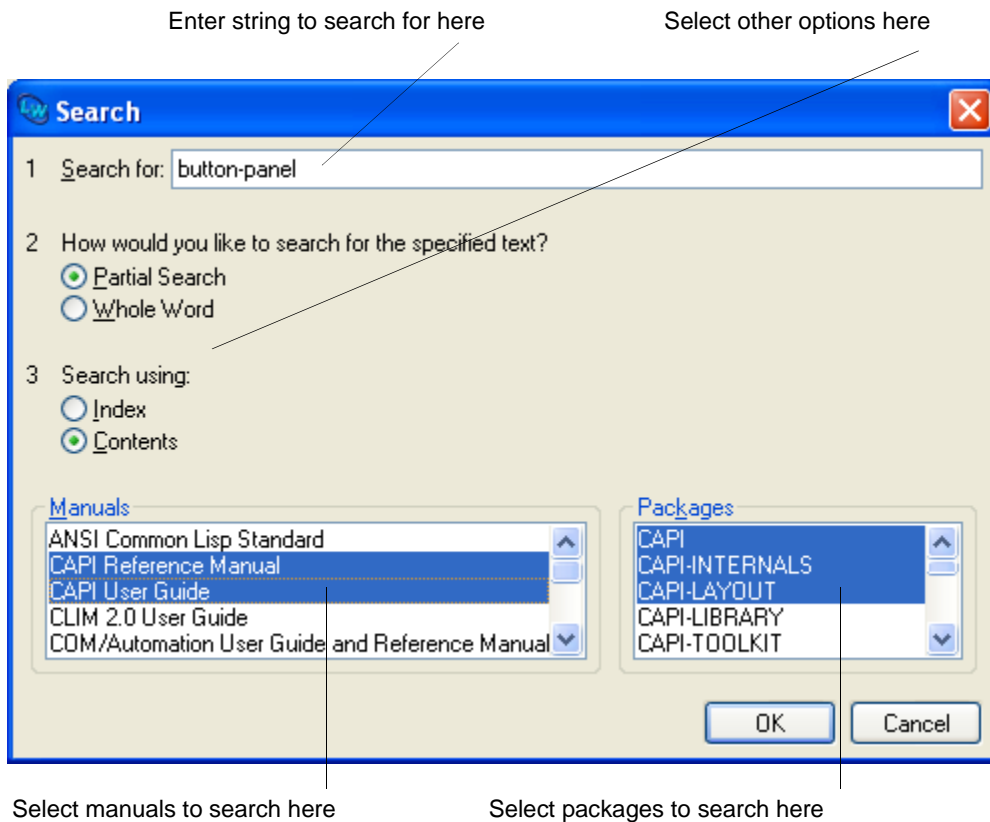 Enter string to search for here
Select other options here
LW Search
1 Search for: button-panel
2 How would you like to search for the specified text?
Partial Search
Whole Word
3 Search using:
Index
Contents
Manuals
ANSI Common Lisp Standard
CAPI Reference Manual
CAPI User Guide
CLIM 2.0 User Guide
COM/Automation User Guide and Reference Manual
Packages
CAPI
CAPI-INTERNALS
CAPI-LAYOUT
CAPI-LIBRARY
CAPI-TOOLKIT
OK
Cancel
Select manuals to search here
Select packages to search here